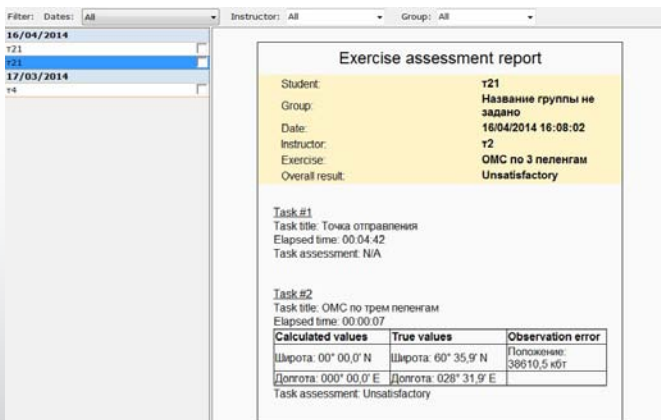 Filter: Dates: All Instructor: All Group: All
16/04/2014
т21
т21
17/03/2014
т4
Exercise assessment report
Student: т21
Group: Название группы не
задано
Date: 16/04/2014 16:08:02
Instructor: т2
Exercise: ОМС по 3 пеленгам
Overall result: Unsatisfactory
Task #1
Task title: Точка отправления
Elapsed time: 00:04:42
Task assessment: N/A
Task #2
Task title: ОМС по трем пеленгам
Elapsed time: 00:00:07
Calculated values True values Observation error
Широта: 00° 00,0' N Широта: 60° 35,9' N Положение:
38610,5 кбт
Долгота: 000° 00,0' E Долгота: 028° 31,9' E
Task assessment: Unsatisfactory